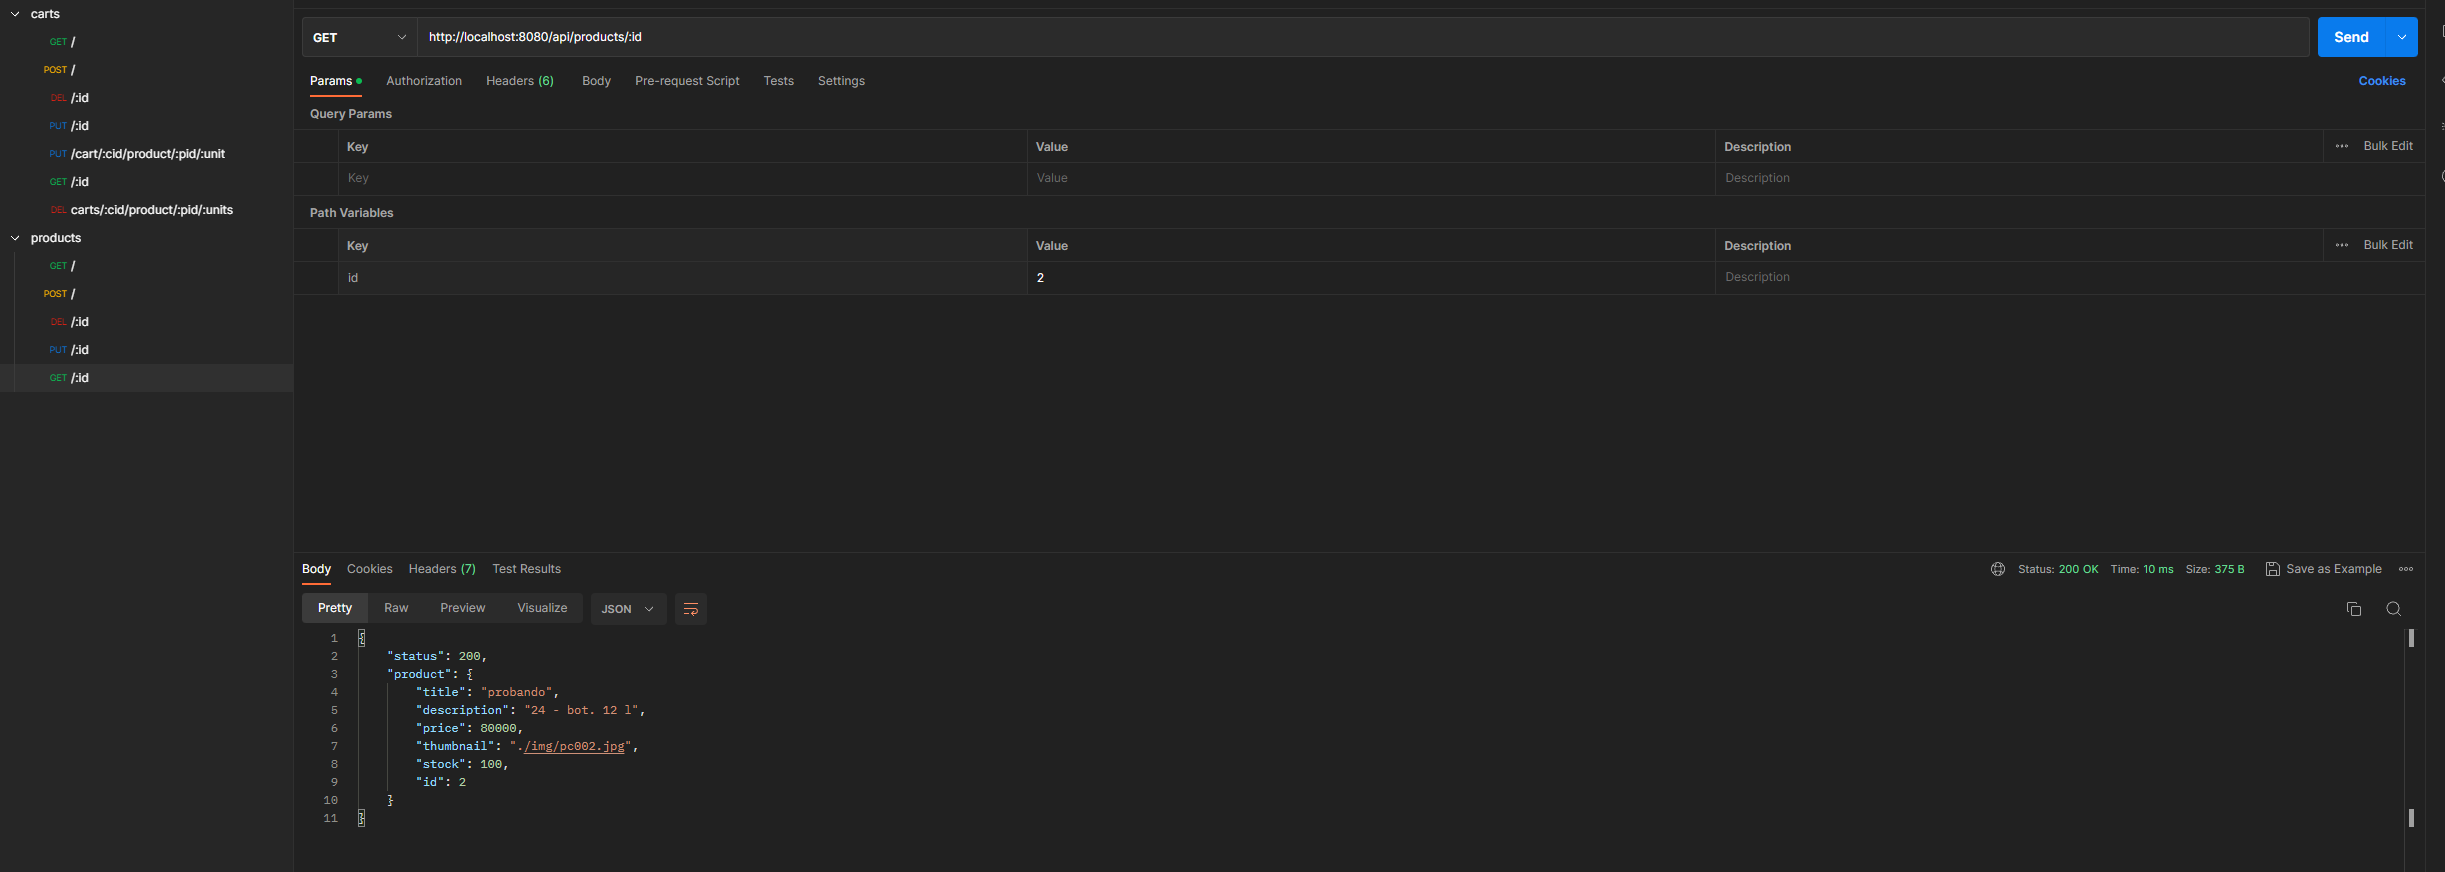 carts
GET /
POST /
DEL /:id
PUT /:id
PUT /cart/:cid/product/:pid/:unit
GET /:id
DEL carts/:cid/product/:pid/:units
products
GET /
POST /
DEL /:id
PUT /:id
GET /:id
GET http://localhost:8080/api/products/:id Send
Params Authorization Headers (6) Body Pre-request Script Tests Settings Cookies
Query Params
Key Value Description Bulk Edit
Key Value Description
Path Variables
Key Value Description Bulk Edit
id 2 Description
Body Cookies Headers (7) Test Results Status: 200 OK Time: 10 ms Size: 375 B Save as Example
Pretty Raw Preview Visualize JSON
1 {
2 "status": 200,
3 "product": {
4 "title": "probando",
5 "description": "24 - bot. 12 l",
6 "price": 80000,
7 "thumbnail": "./img/pc002.jpg",
8 "stock": 100,
9 "id": 2
10 }
11 }